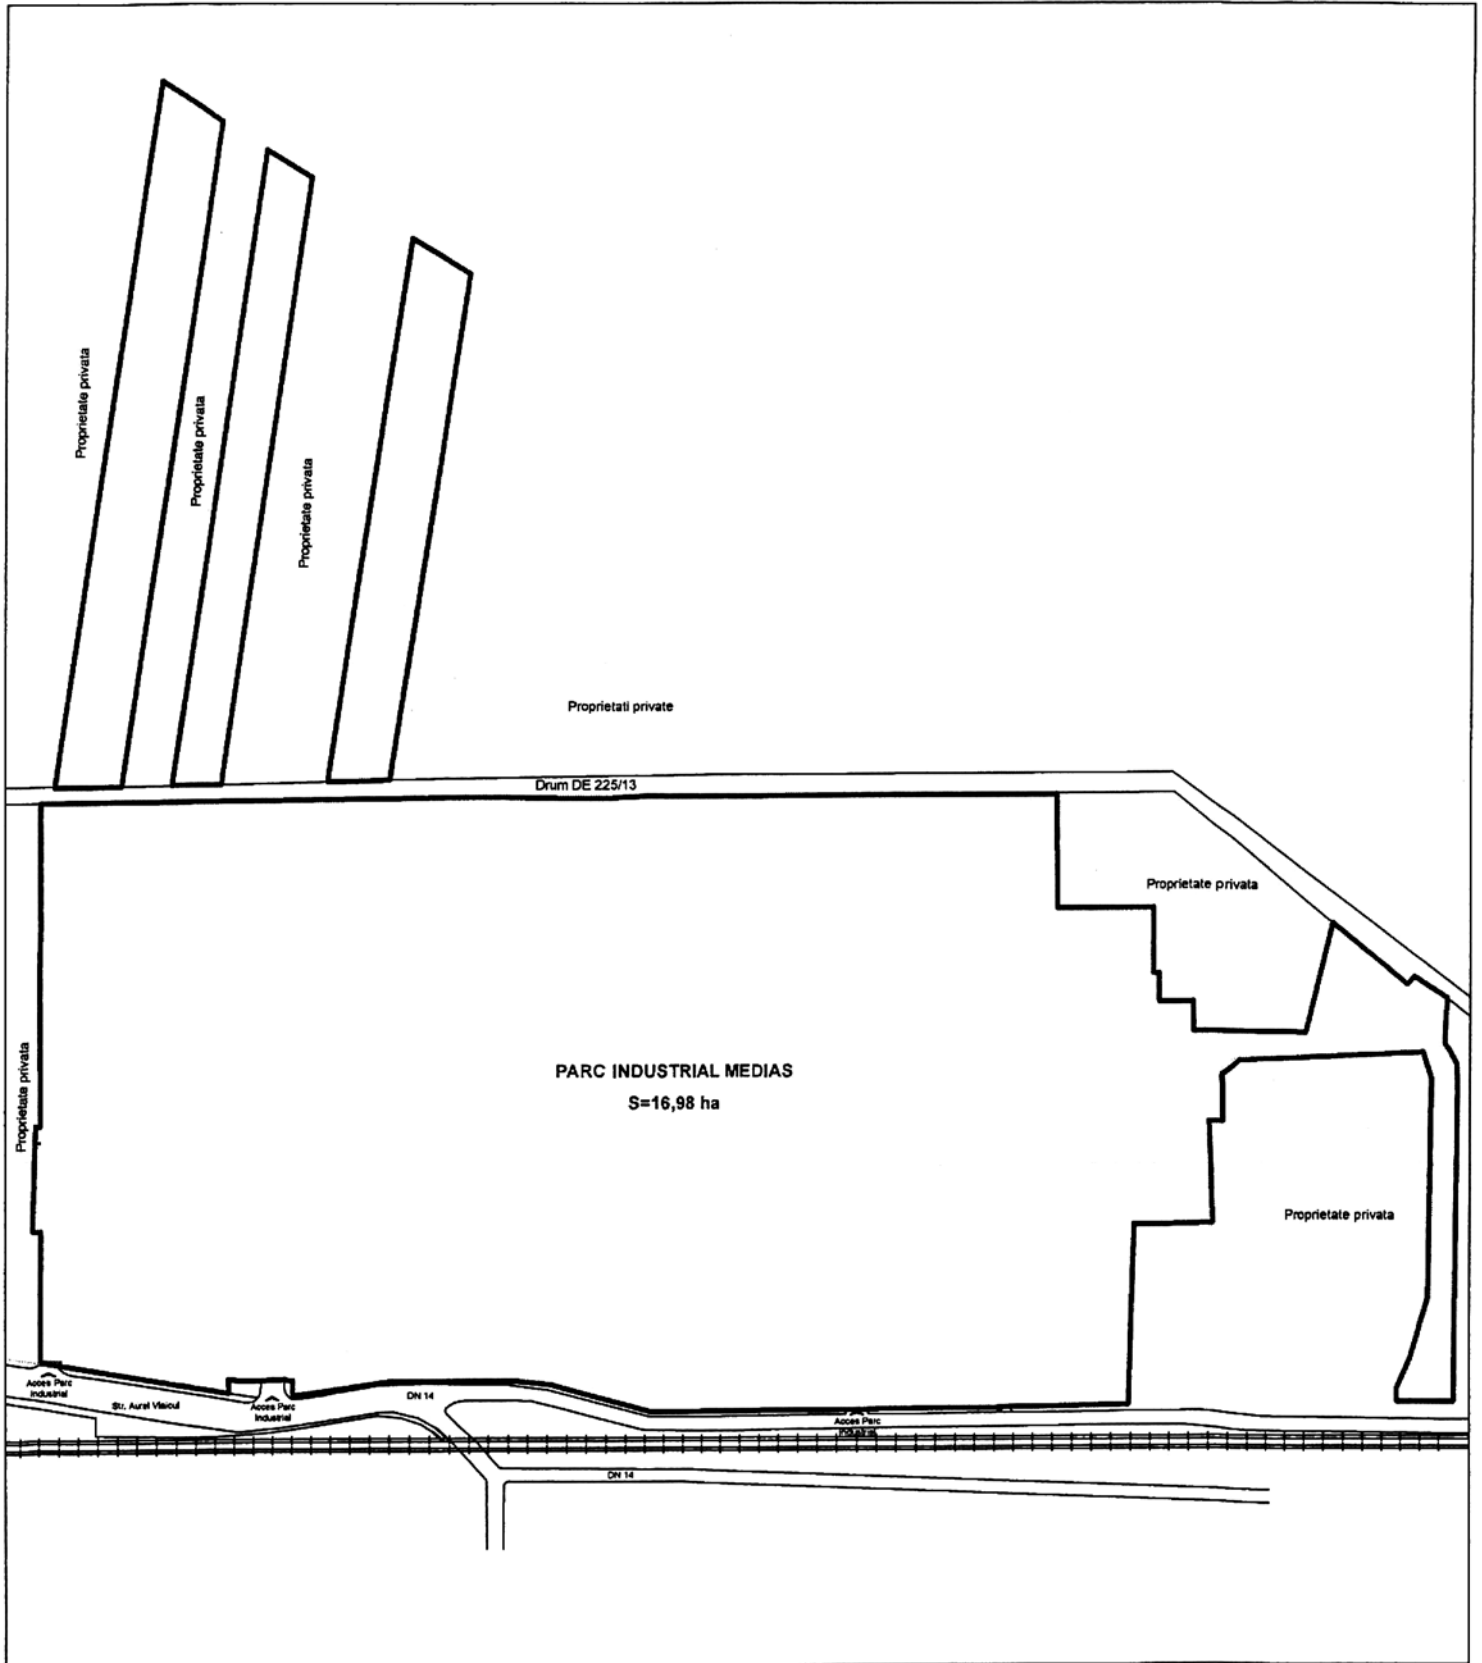 Proprietate privata
Proprietate privata
Proprietate privata
Proprietati private
Drum DE 225/13
Proprietate privata
Proprietate privata
PARC INDUSTRIAL MEDIAS
S=16,98 ha
Proprietate privata
Acces Parc
Industrial
Str. Aurel Vlaicul
Acces Parc
Industrial
DN 14
Acces Parc
Industrial
DN 14